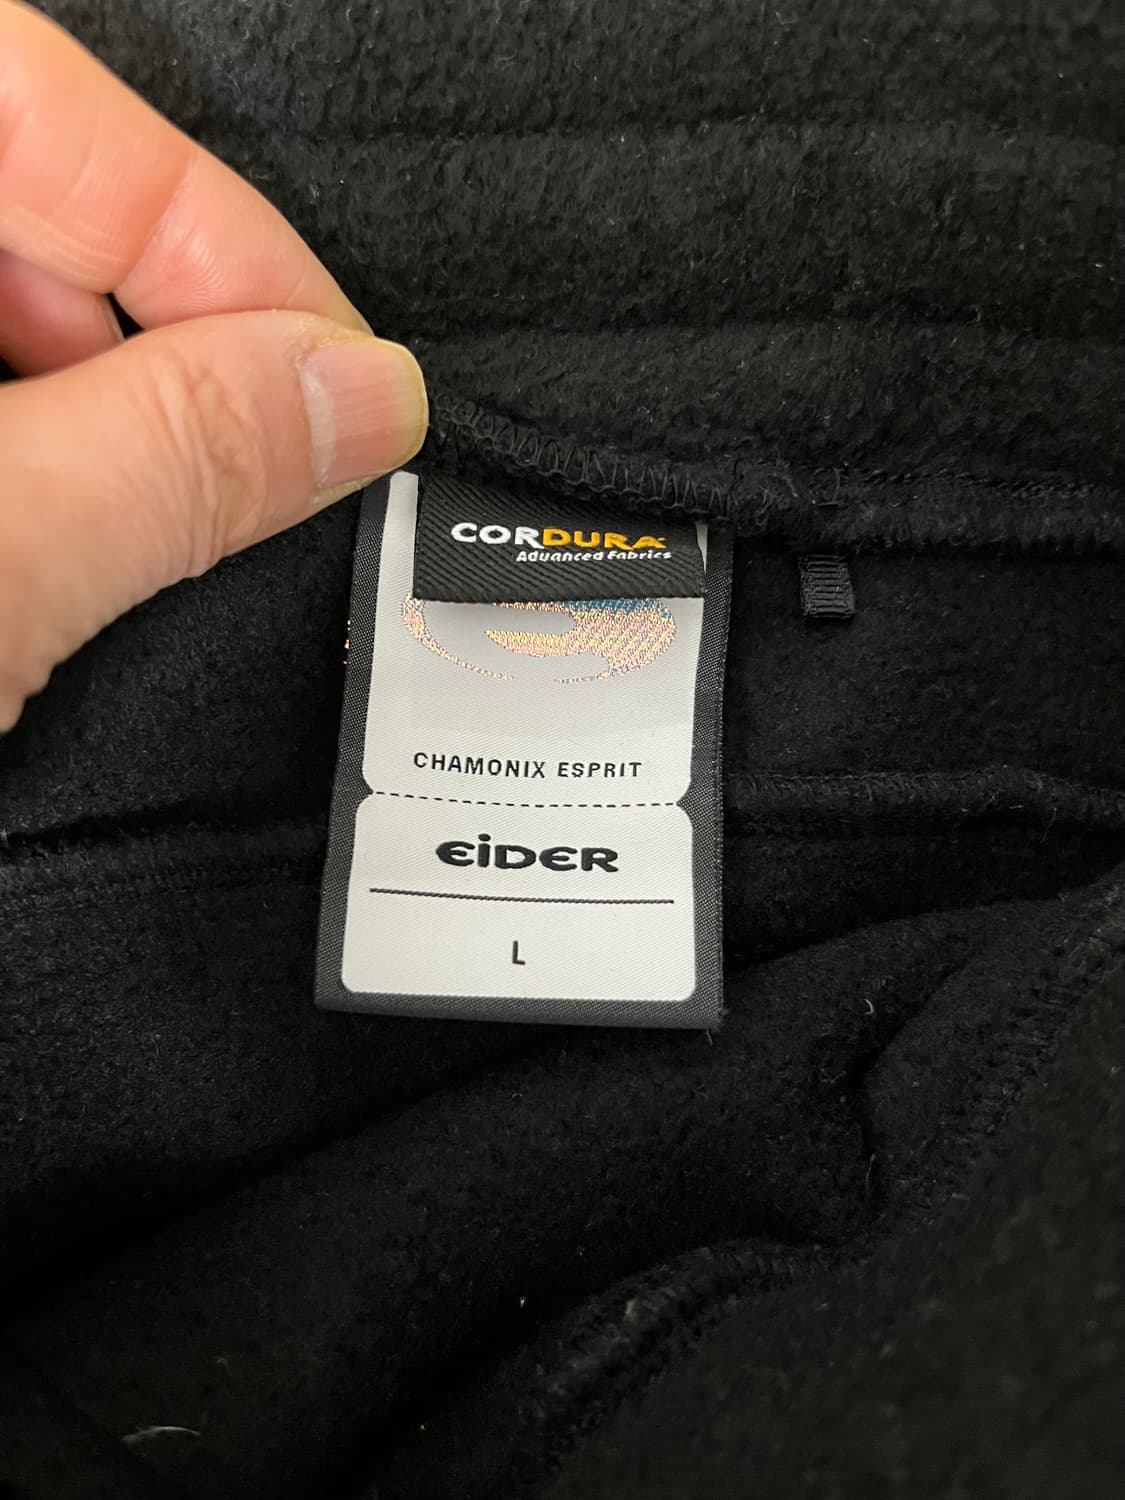 CORDURA
Advanced Fabrics
CHAMONIX ESPRIT
EiDER
L